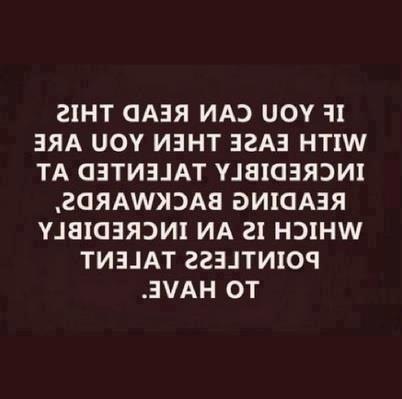 IF YOU CAN READ THIS
WITH EASE THEN YOU ARE
INCREDIBLY TALENTED AT
READING BACKWARDS,
WHICH IS AN INCREDIBLY
POINTLESS TALENT
TO HAVE.